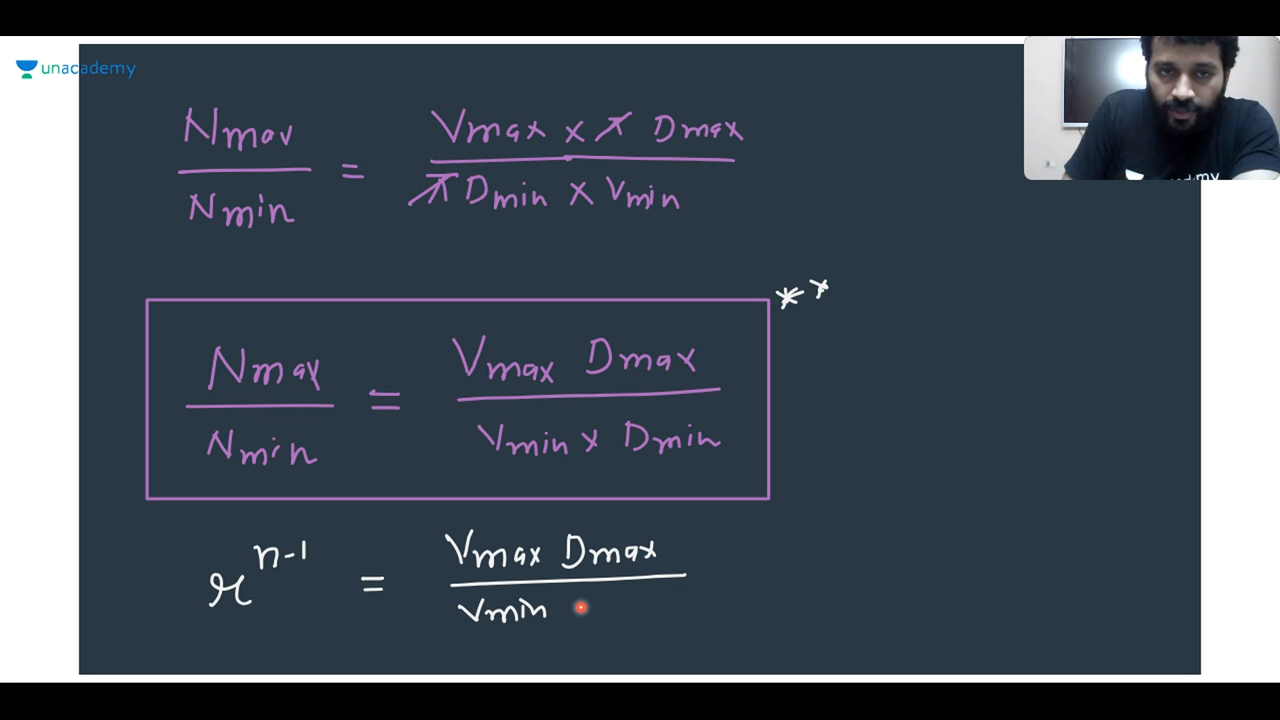 unacademy
Nmax / Nmin = Vmax x π Dmax / π Dmin x Vmin
**
Nmax / Nmin = Vmax Dmax / Vmin x Dmin
r^(n-1) = Vmax Dmax / Vmin